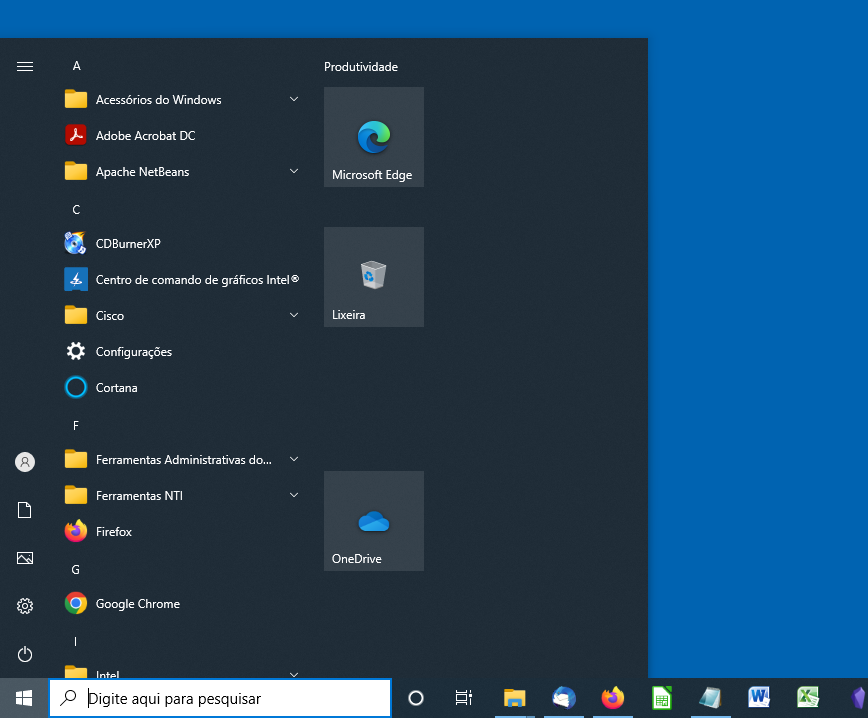 A
Acessórios do Windows
Adobe Acrobat DC
Apache NetBeans
C
CDBurnerXP
Centro de comando de gráficos Intel®
Cisco
Configurações
Cortana
F
Ferramentas Administrativas do...
Ferramentas NTI
Firefox
G
Google Chrome
I
Intel
Produtividade
Microsoft Edge
Lixeira
OneDrive
Digite aqui para pesquisar